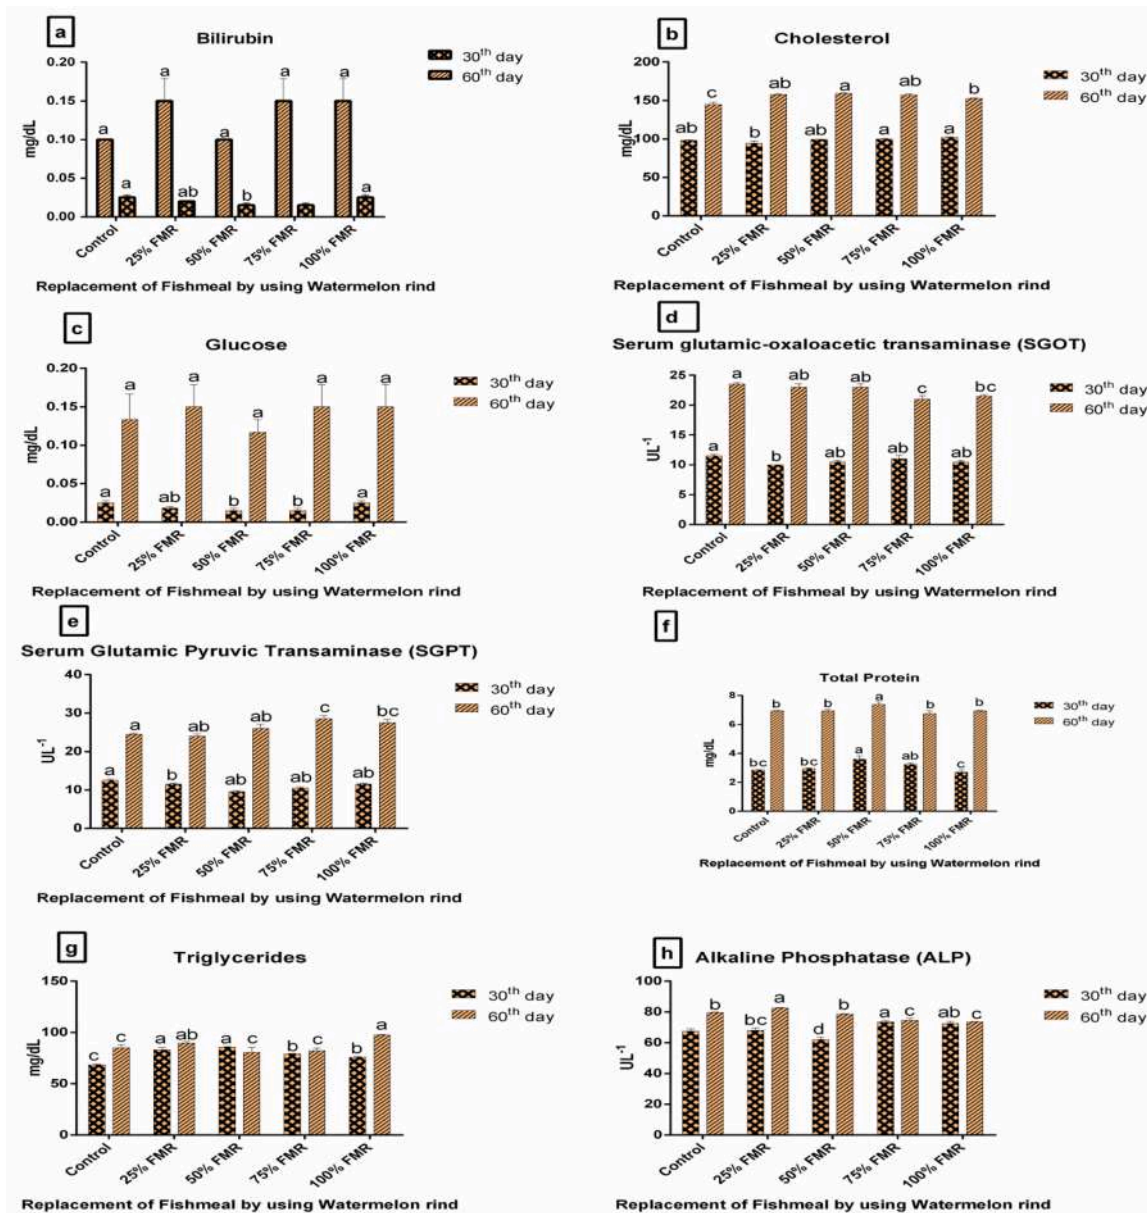 a
Bilirubin
30th day
60th day
0.20
0.15
0.10
0.05
0.00
mg/dL
a a a a a
a ab b a
Control 25% FMR 50% FMR 75% FMR 100% FMR
Replacement of Fishmeal by using Watermelon rind
b
Cholesterol
30th day
60th day
200
150
100
50
0
mg/dL
c ab a ab b
ab b ab a a
Control 25% FMR 50% FMR 75% FMR 100% FMR
Replacement of Fishmeal by using Watermelon rind
c
Glucose
30th day
60th day
0.20
0.15
0.10
0.05
0.00
mg/dL
a a a a a
a ab b b a
Control 25% FMR 50% FMR 75% FMR 100% FMR
Replacement of Fishmeal by using Watermelon rind
d
Serum glutamic-oxaloacetic transaminase (SGOT)
30th day
60th day
25
20
15
10
5
0
UL-1
a ab ab c bc
a b ab ab ab
Control 25% FMR 50% FMR 75% FMR 100% FMR
Replacement of Fishmeal by using Watermelon rind
e
Serum Glutamic Pyruvic Transaminase (SGPT)
30th day
60th day
40
30
20
10
0
UL-1
a ab ab c bc
a b ab ab ab
Control 25% FMR 50% FMR 75% FMR 100% FMR
Replacement of Fishmeal by using Watermelon rind
f
Total Protein
30th day
60th day
8
6
4
2
0
mg/dL
b b a b b
bc bc a ab c
Control 25% FMR 50% FMR 75% FMR 100% FMR
Replacement of Fishmeal by using Watermelon rind
g
Triglycerides
30th day
60th day
150
100
50
0
mg/dL
c c a ab a c b c b a
Control 25% FMR 50% FMR 75% FMR 100% FMR
Replacement of Fishmeal by using Watermelon rind
h
Alkaline Phosphatase (ALP)
30th day
60th day
100
80
60
40
20
0
UL-1
b bc a d b a c ab c
Control 25% FMR 50% FMR 75% FMR 100% FMR
Replacement of Fishmeal by using Watermelon rind